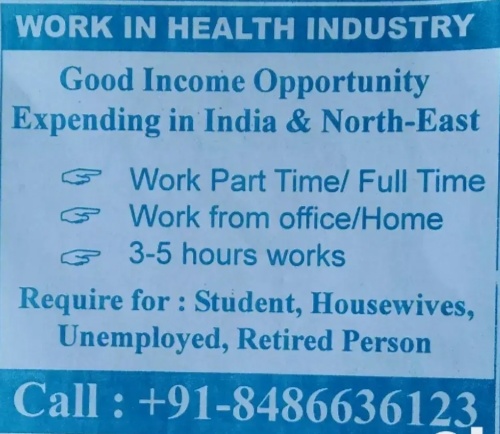 WORK IN HEALTH INDUSTRY
Good Income Opportunity
Expending in India & North-East
Work Part Time/ Full Time
Work from office/Home
3-5 hours works
Require for : Student, Housewives,
Unemployed, Retired Person
Call : +91-8486636123